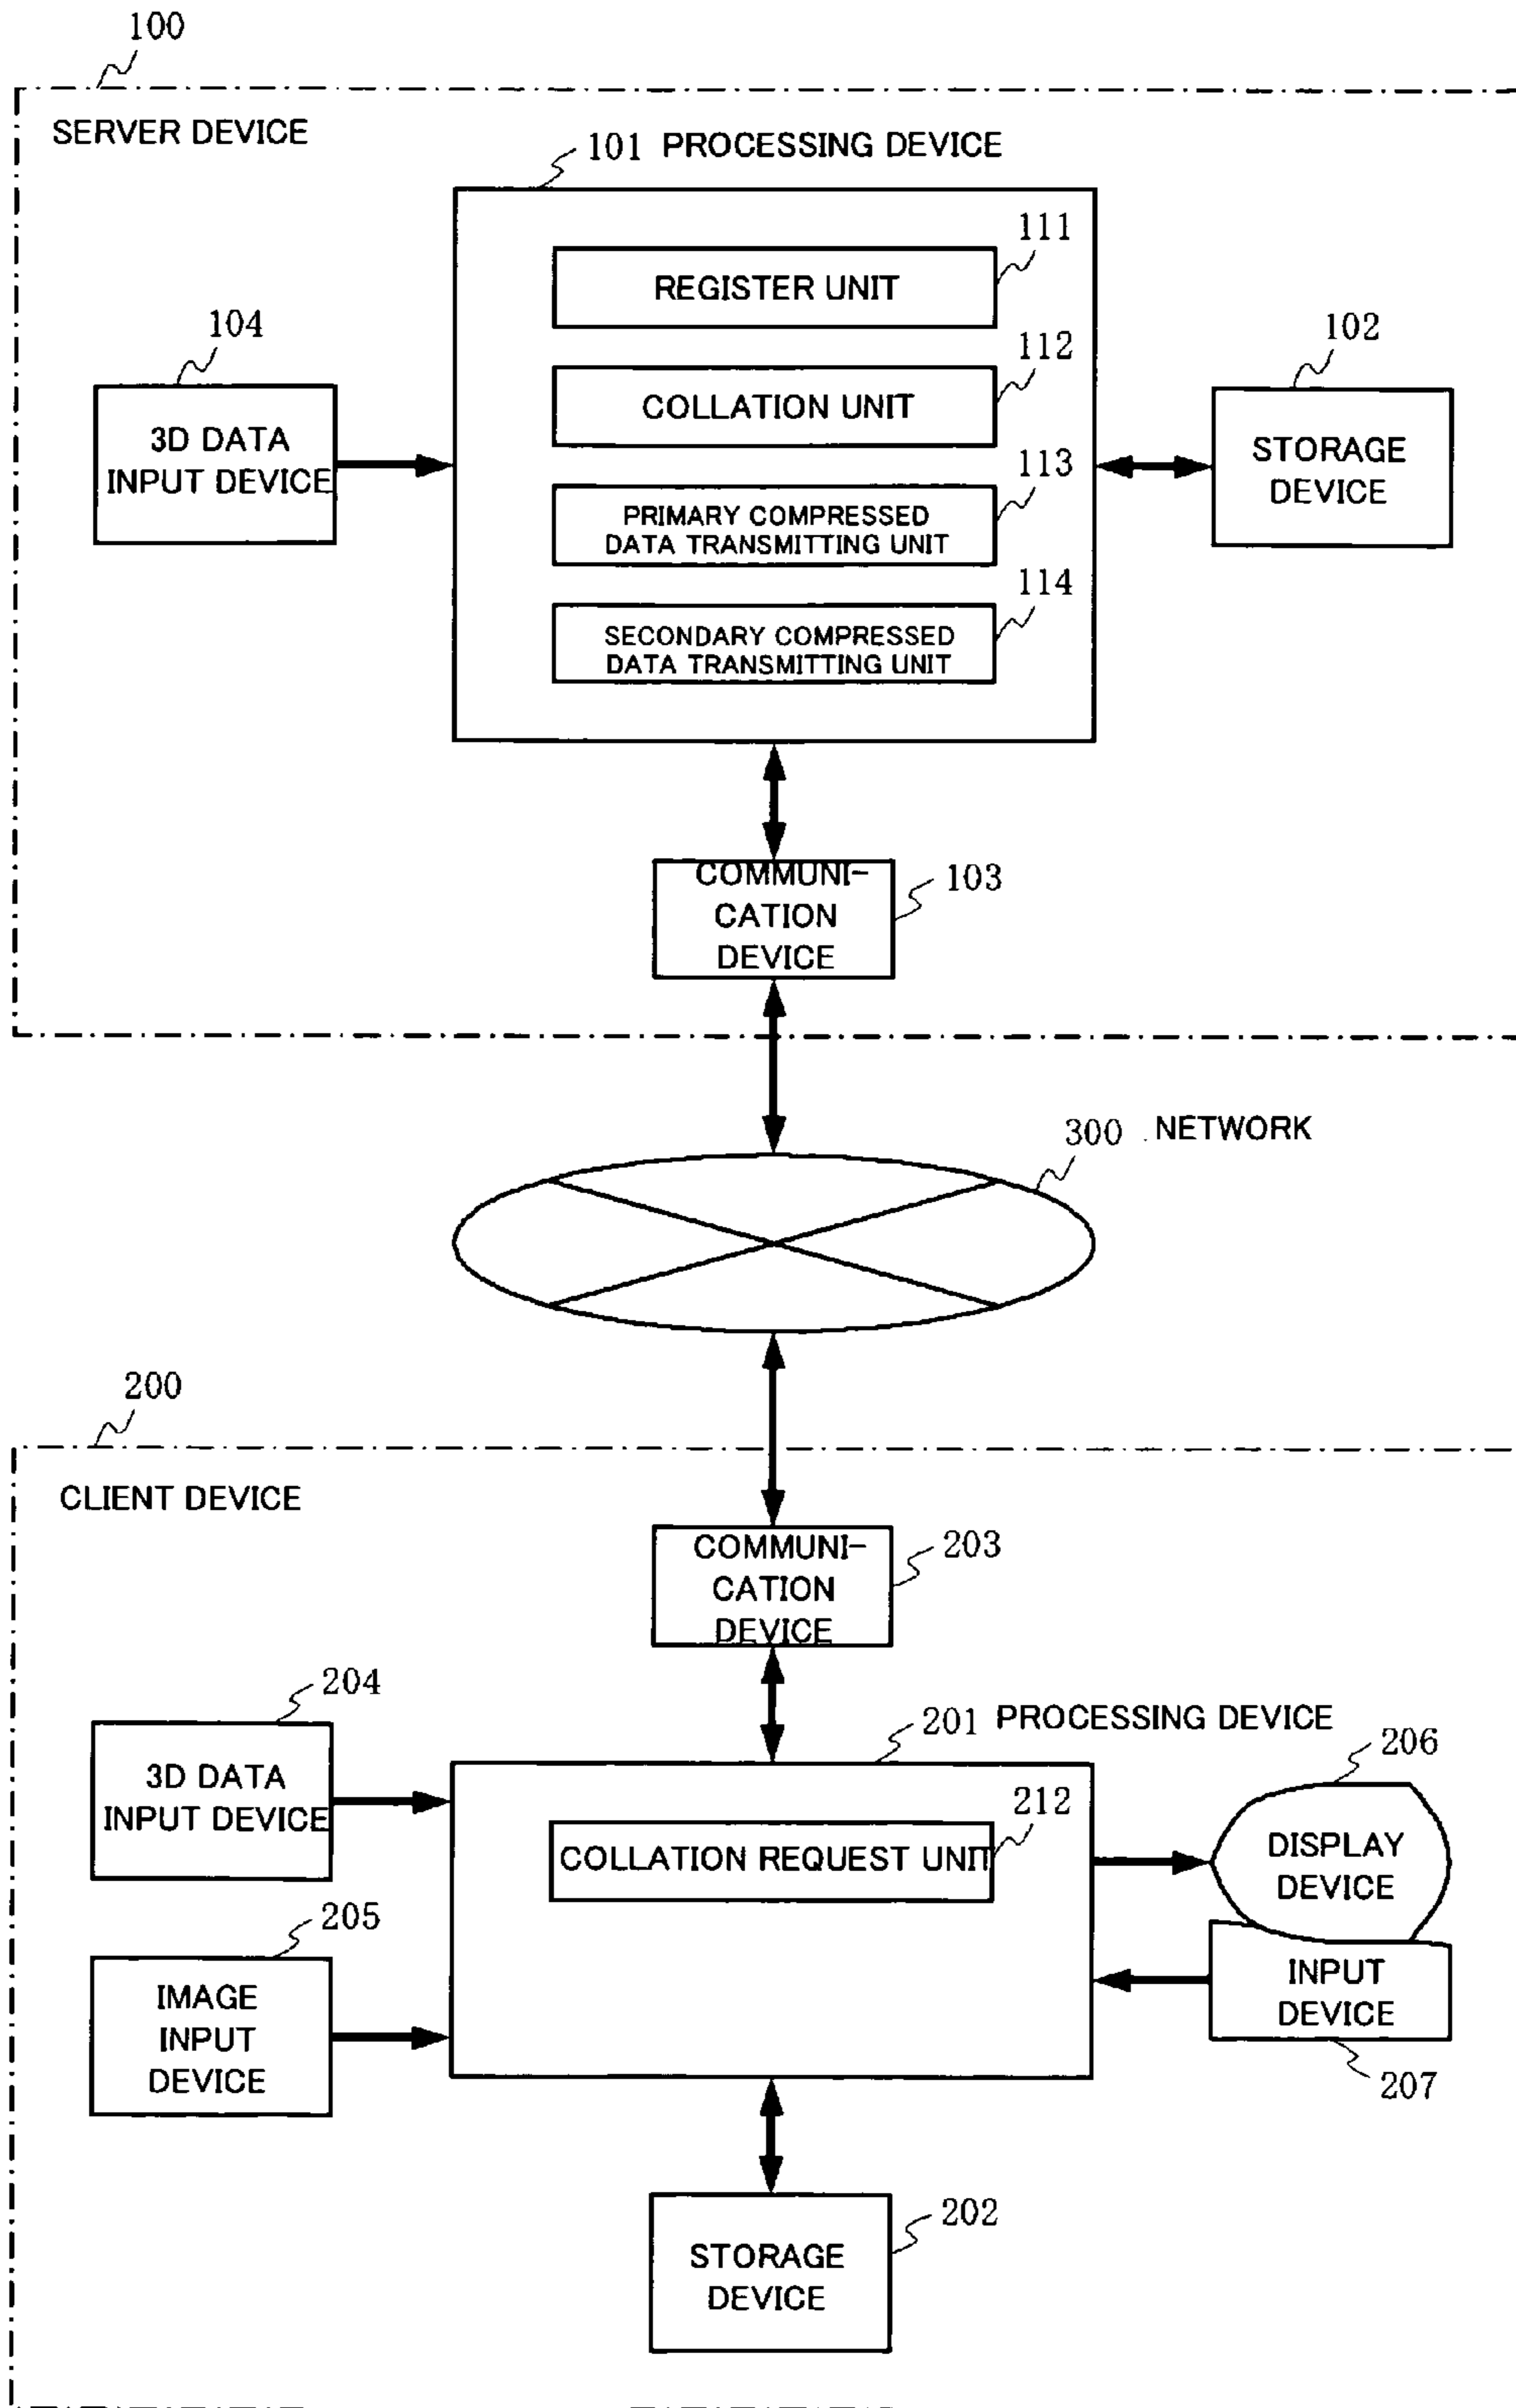 100
SERVER DEVICE
101 PROCESSING DEVICE
111
REGISTER UNIT
104
102
112
3D DATA
INPUT DEVICE
COLLATION UNIT
STORAGE
DEVICE
113
PRIMARY COMPRESSED
DATA TRANSMITTING UNIT
114
SECONDARY COMPRESSED
DATA TRANSMITTING UNIT
COMMUNI-
CATION
DEVICE
103
300 NETWORK
200
CLIENT DEVICE
COMMUNI-
CATION
DEVICE
203
204
201 PROCESSING DEVICE
206
3D DATA
INPUT DEVICE
212
COLLATION REQUEST UNIT
DISPLAY
DEVICE
205
IMAGE
INPUT
DEVICE
INPUT
DEVICE
207
202
STORAGE
DEVICE